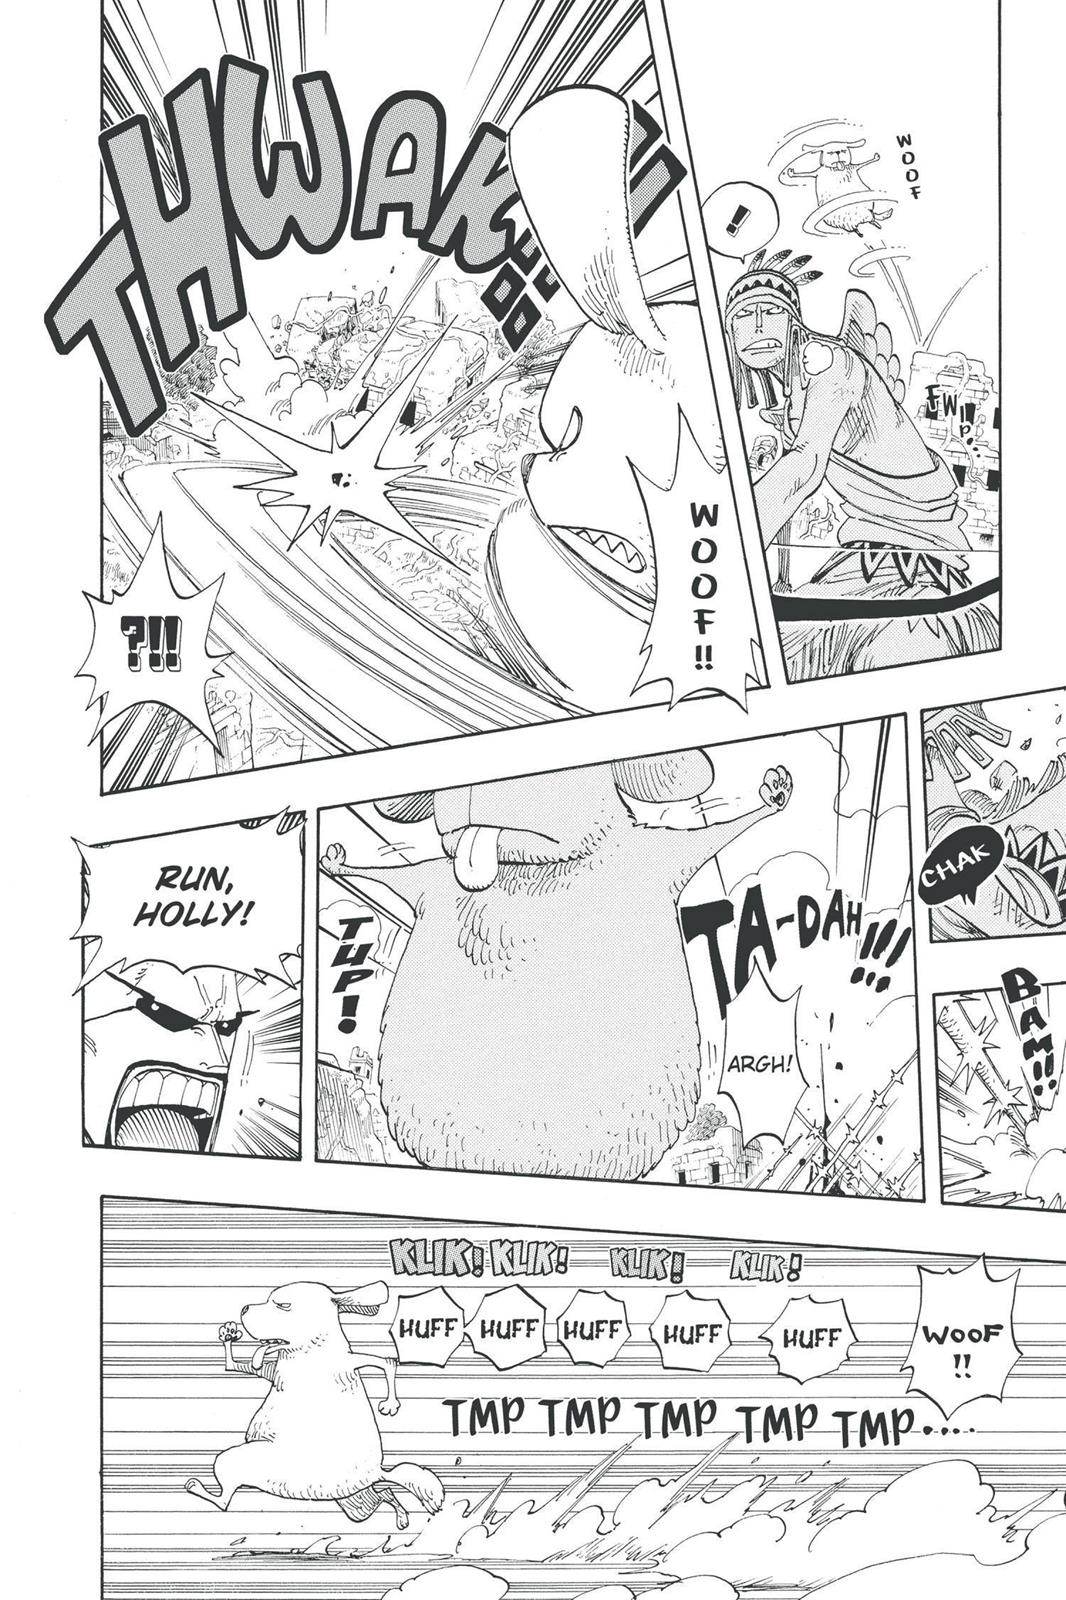 WOOF
!
FWIP.
THWAK!!
WOOF!!
?!!
CHAK
BAM!!
TA-DAH!!!
TUP!
ARGH!
RUN,
HOLLY!
KLIK! KLIK! KLIK! KLIK!
HUFF HUFF HUFF HUFF HUFF
WOOF
!!
TMP TMP TMP TMP TMP.....